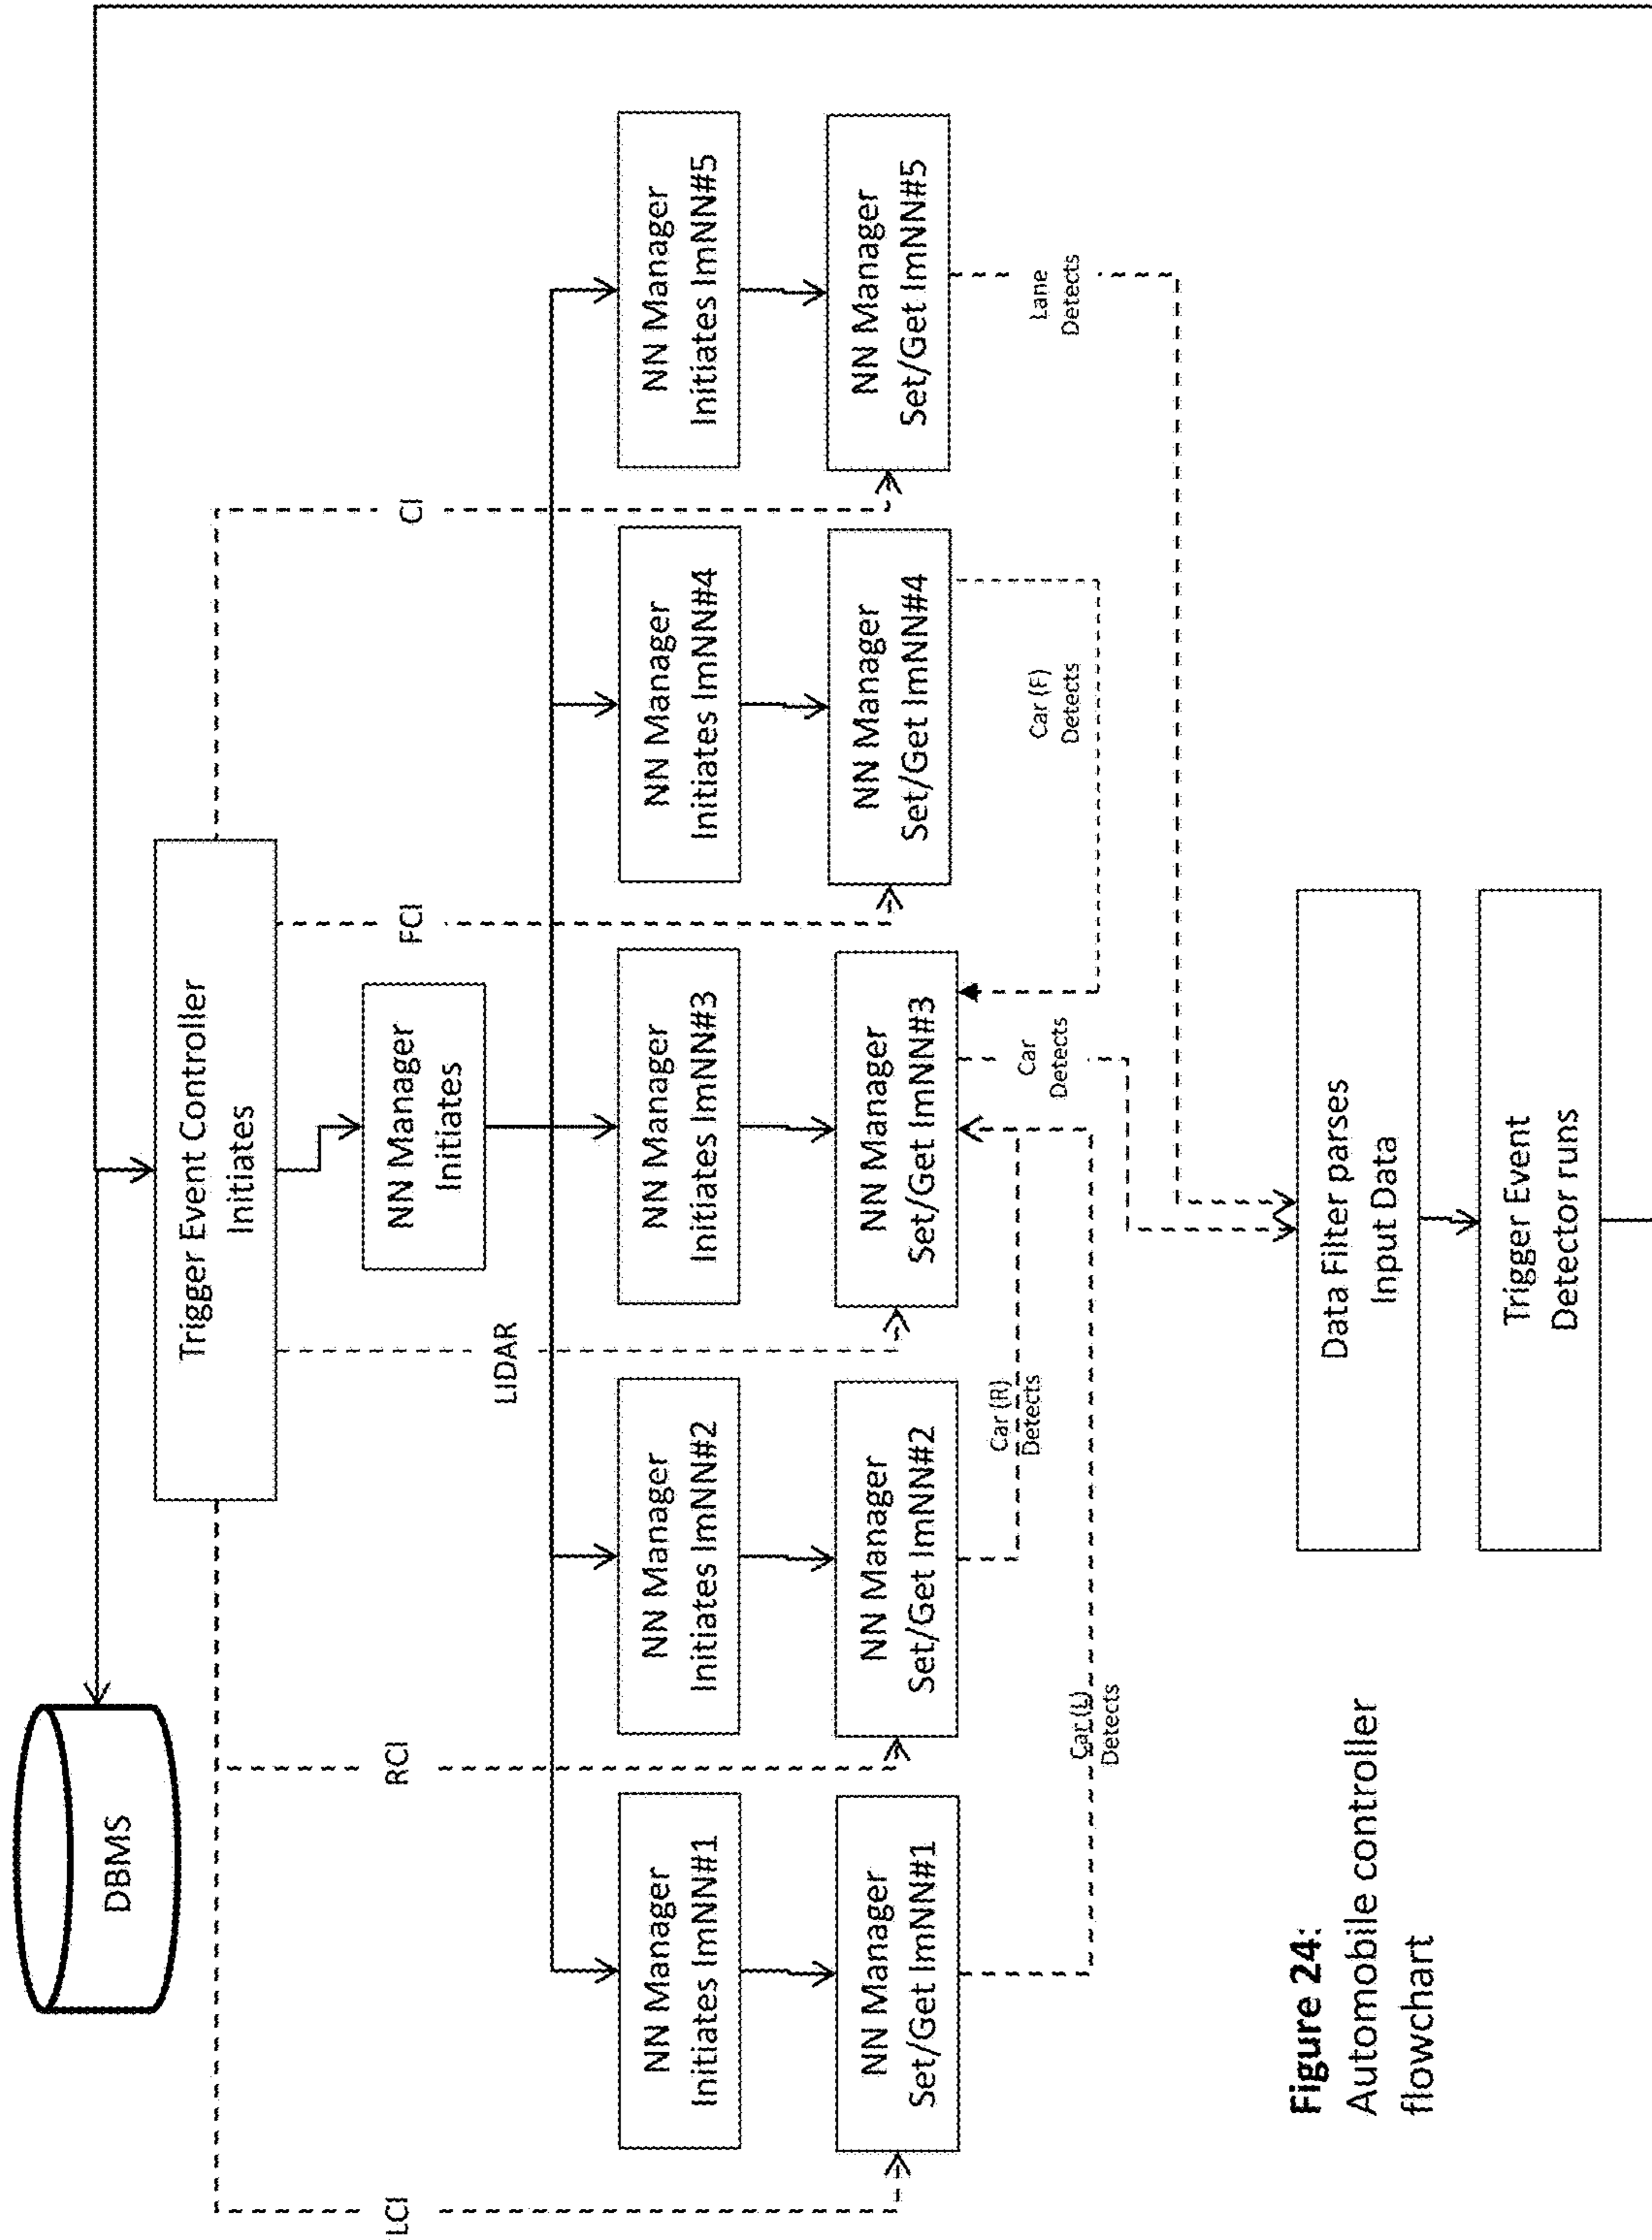 DBMS
Trigger Event Controller
Initiates
NN Manager
Initiates
LCI
RCI
LIDAR
FCI
CI
NN Manager
Initiates ImNN#1
NN Manager
Initiates ImNN#2
NN Manager
Initiates ImNN#3
NN Manager
Initiates ImNN#4
NN Manager
Initiates ImNN#5
NN Manager
Set/Get ImNN#1
NN Manager
Set/Get ImNN#2
NN Manager
Set/Get ImNN#3
NN Manager
Set/Get ImNN#4
NN Manager
Set/Get ImNN#5
Car (L)
Detects
Car (R)
Detects
Car
Detects
Car (F)
Detects
Lane
Detects
Data Filter parses
Input Data
Trigger Event
Detector runs
Figure 24:
Automobile controller
flowchart